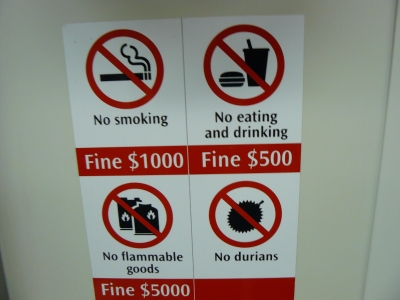 No smoking
Fine $1000
No eating
and drinking
Fine $500
No flammable
goods
Fine $5000
No durians